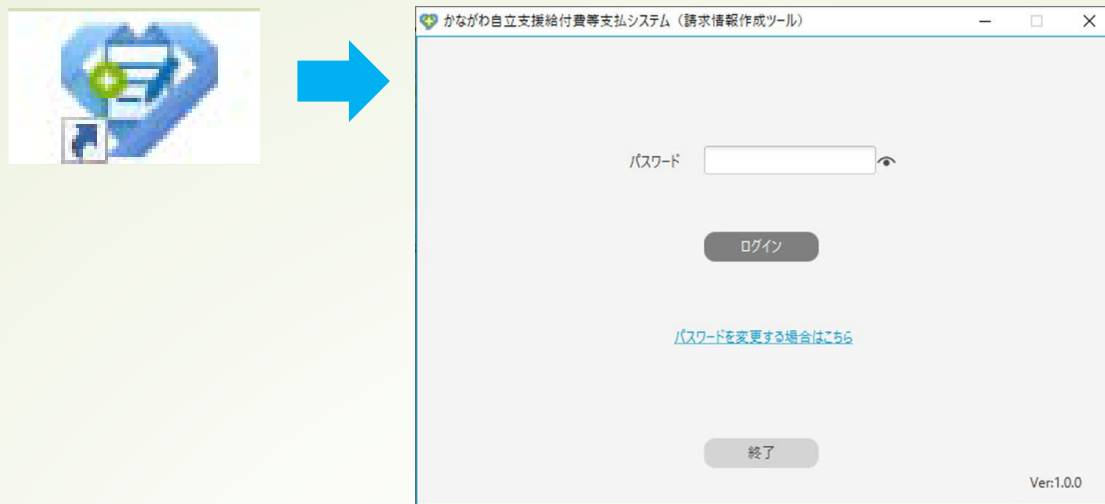 かながわ自立支援給付費等支払システム（請求情報作成ツール）
パスワード
ログイン
パスワードを変更する場合はこちら
終了
Ver:1.0.0